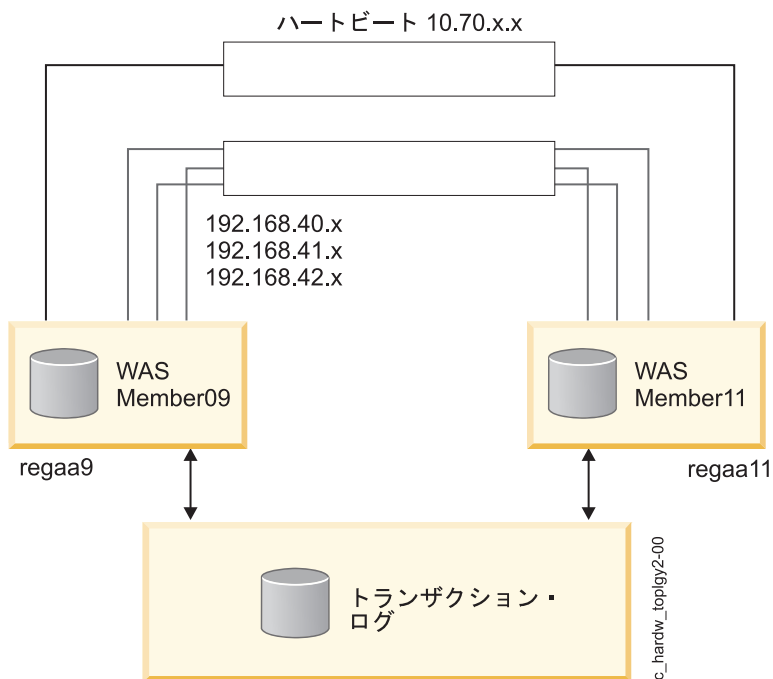 ハートビート 10.70.x.x
192.168.40.x
192.168.41.x
192.168.42.x
WAS
Member09
WAS
Member11
regaa9
regaa11
トランザクション・
ログ
c_hardw_toplgy2-00